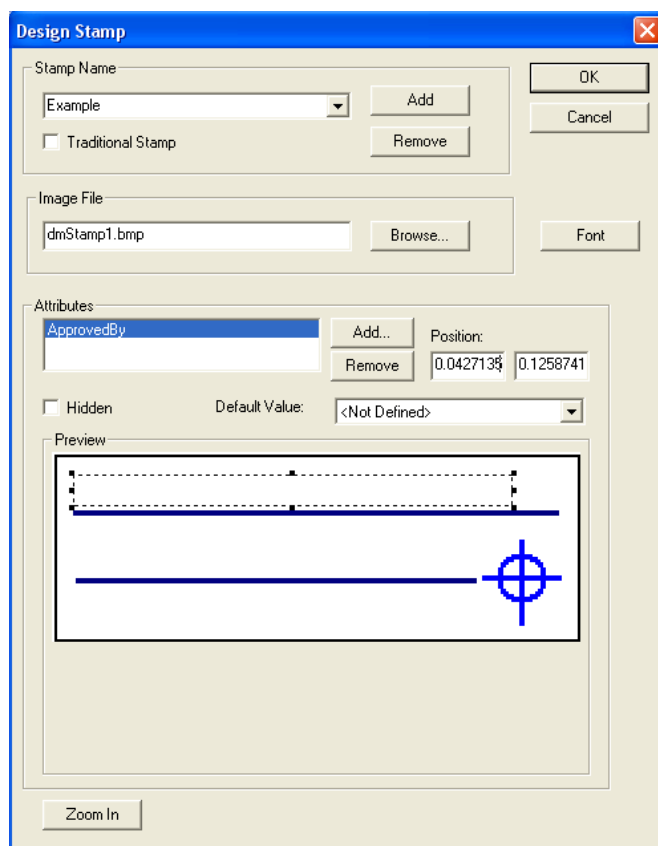 Design Stamp
Stamp Name
OK
Example
Add
Cancel
Traditional Stamp
Remove
Image File
dmStamp1.bmp
Browse...
Font
Attributes
ApprovedBy
Add...
Position:
Remove
0.0427135
0.1258741
Hidden
Default Value:
<Not Defined>
Preview
Zoom In